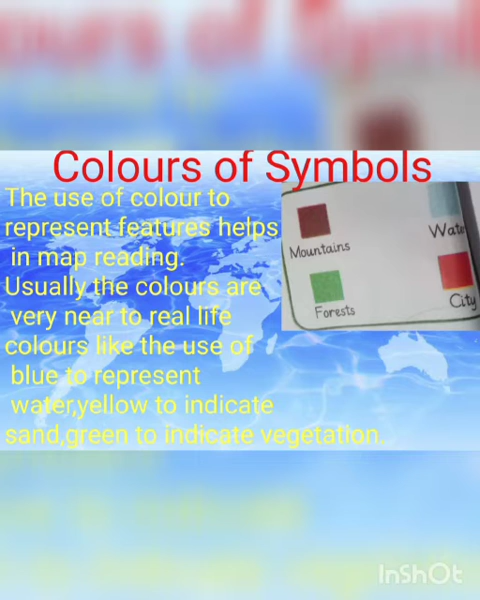 Colours of Symbols
The use of colour to
represent features helps
in map reading.
Usually the colours are
very near to real life
colours like the use of
blue to represent
water,yellow to indicate
sand,green to indicate vegetation.
Mountains
Wate
Forests
City
InShOt